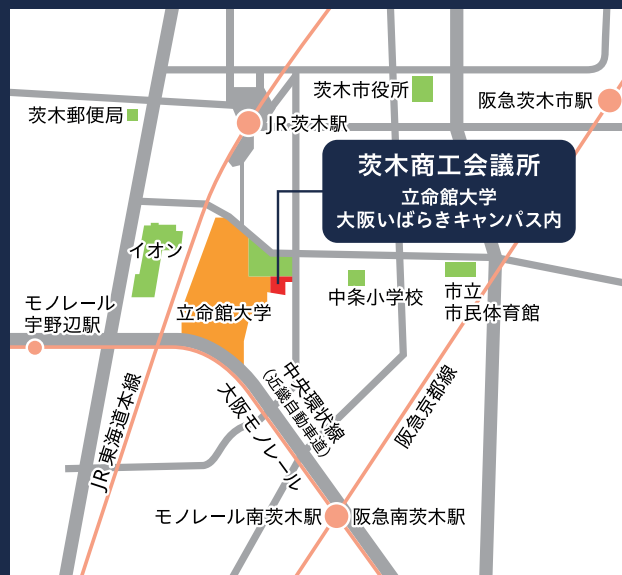 茨木市役所
阪急茨木市駅
茨木郵便局
JR茨木駅
茨木商工会議所
立命館大学
大阪いばらきキャンパス内
イオン
モノレール
宇野辺駅
立命館大学
中条小学校
市立
市民体育館
中央環状線
(近畿自動車道)
大阪モノレール
阪急京都線
JR東海道本線
モノレール南茨木駅
阪急南茨木駅